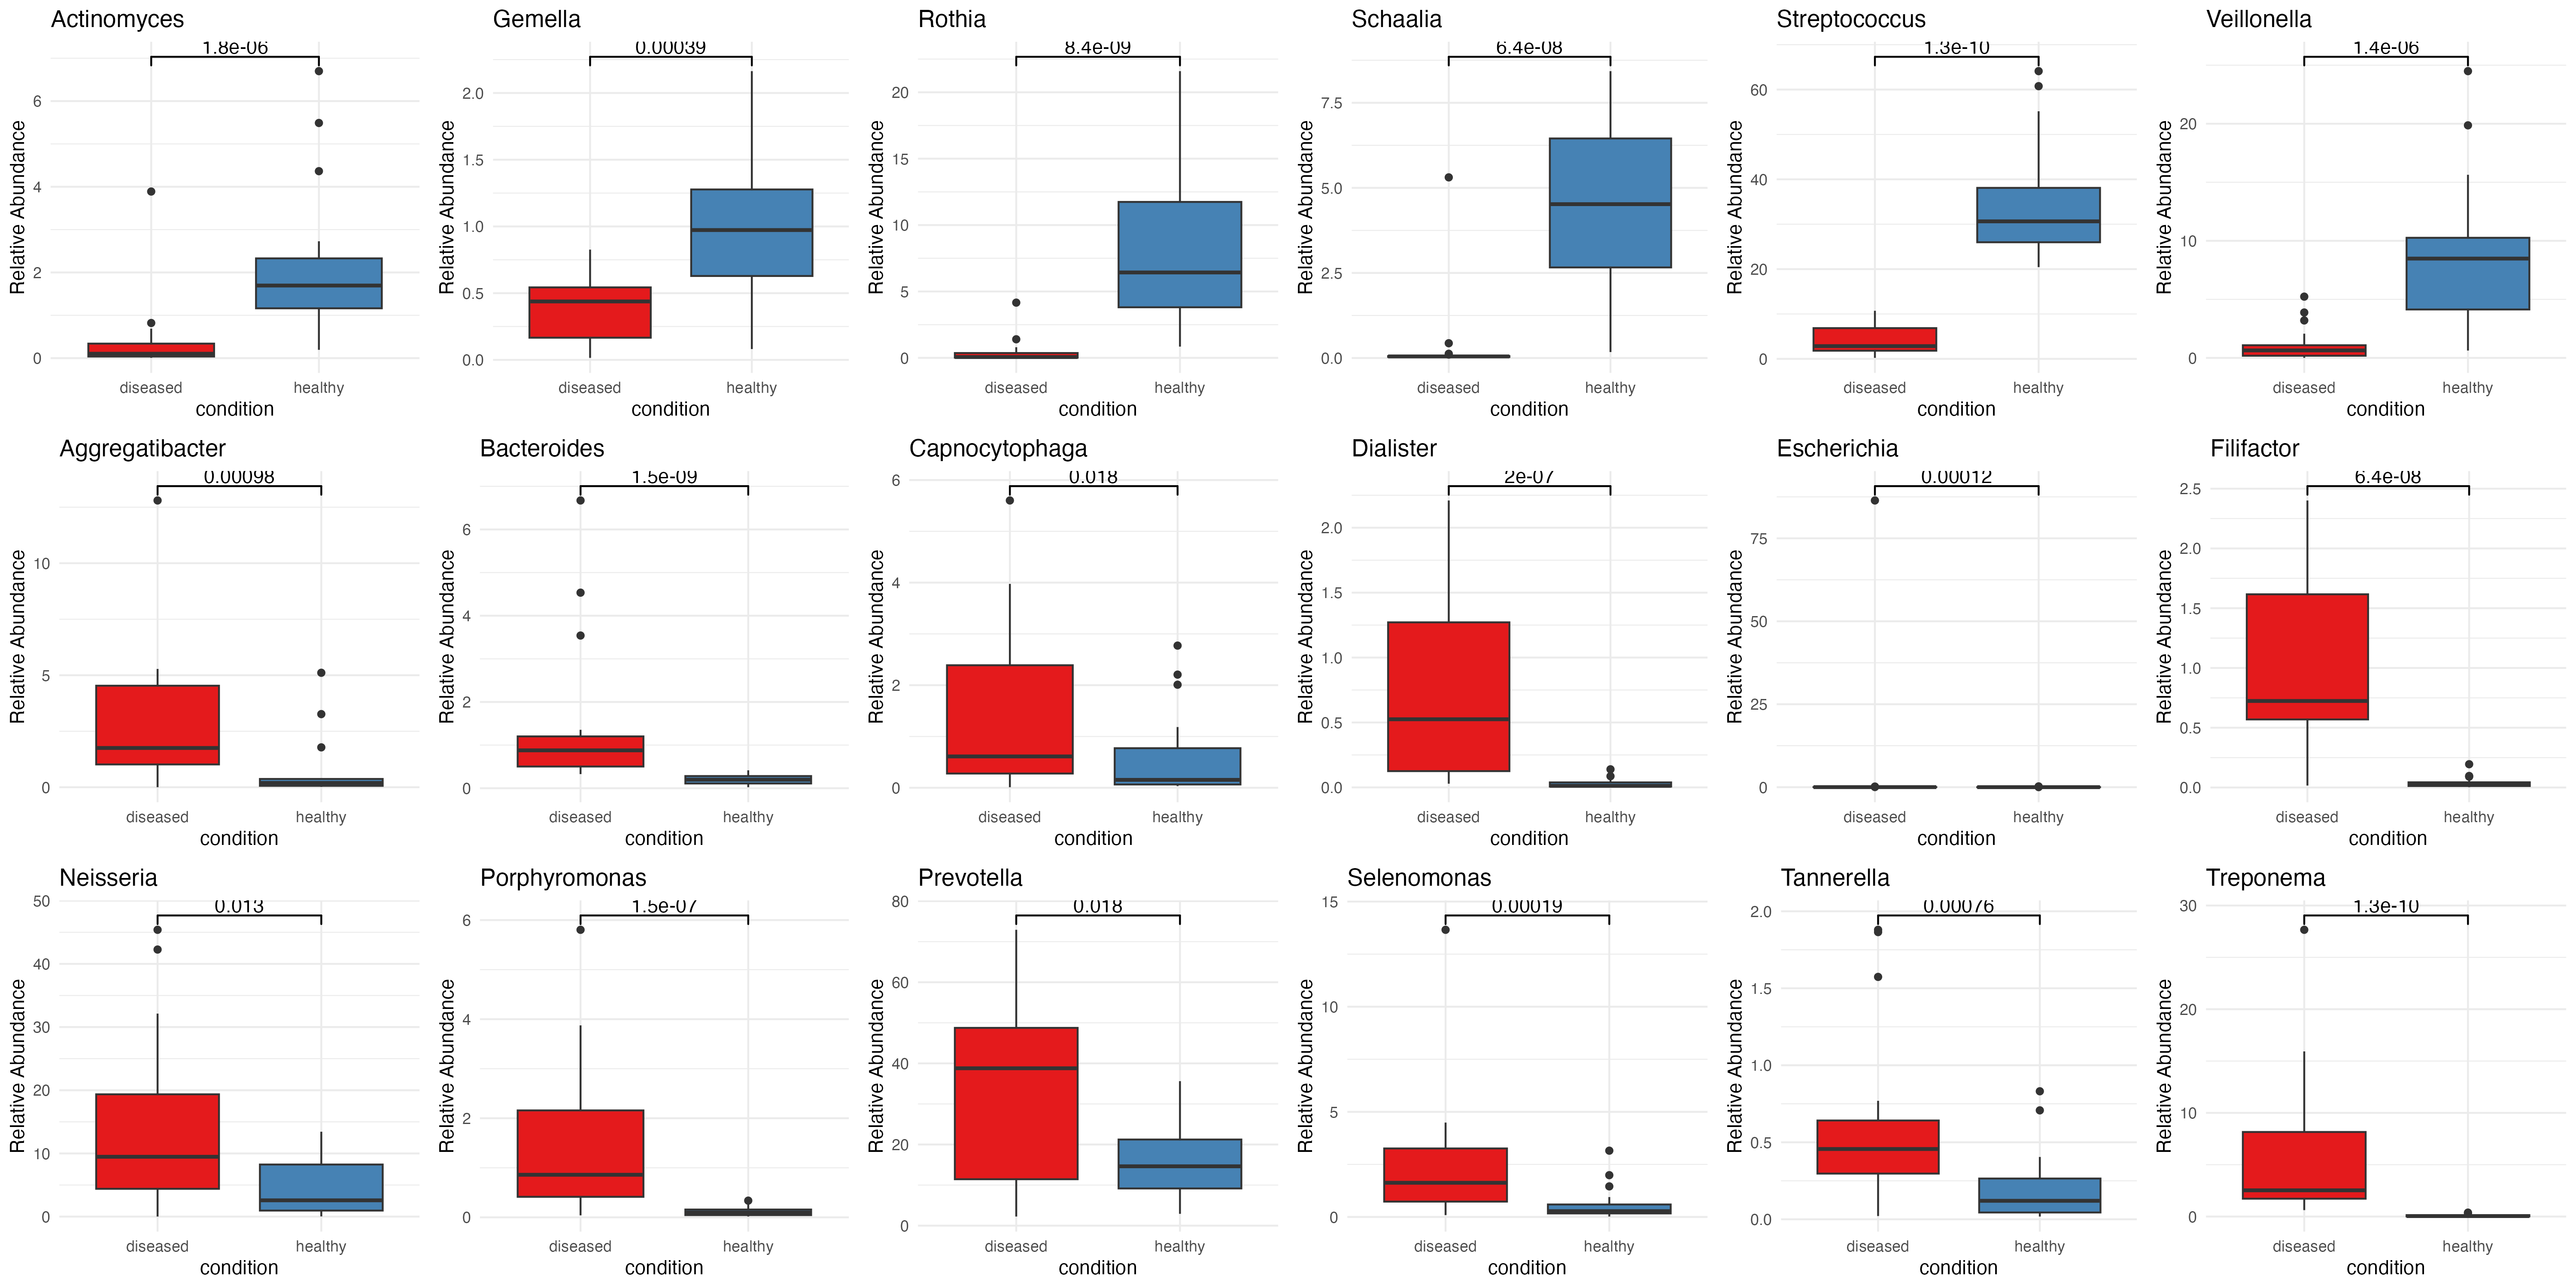 Actinomyces
1.8e-06
6
4
2
0
Relative Abundance
diseased healthy
condition
Gemella
0.00039
2.0
1.5
1.0
0.5
0.0
Relative Abundance
diseased healthy
condition
Rothia
8.4e-09
20
15
10
5
0
Relative Abundance
diseased healthy
condition
Schaalia
6.4e-08
7.5
5.0
2.5
0.0
Relative Abundance
diseased healthy
condition
Streptococcus
1.3e-10
60
40
20
0
Relative Abundance
diseased healthy
condition
Veillonella
1.4e-06
20
10
0
Relative Abundance
diseased healthy
condition
Aggregatibacter
0.00098
10
5
0
Relative Abundance
diseased healthy
condition
Bacteroides
1.5e-09
6
4
2
0
Relative Abundance
diseased healthy
condition
Capnocytophaga
0.018
6
4
2
0
Relative Abundance
diseased healthy
condition
Dialister
2e-07
2.0
1.5
1.0
0.5
0.0
Relative Abundance
diseased healthy
condition
Escherichia
0.00012
75
50
25
0
Relative Abundance
diseased healthy
condition
Filifactor
6.4e-08
2.5
2.0
1.5
1.0
0.5
0.0
Relative Abundance
diseased healthy
condition
Neisseria
0.013
50
40
30
20
10
0
Relative Abundance
diseased healthy
condition
Porphyromonas
1.5e-07
6
4
2
0
Relative Abundance
diseased healthy
condition
Prevotella
0.018
80
60
40
20
0
Relative Abundance
diseased healthy
condition
Selenomonas
0.00019
15
10
5
0
Relative Abundance
diseased healthy
condition
Tannerella
0.00076
2.0
1.5
1.0
0.5
0.0
Relative Abundance
diseased healthy
condition
Treponema
1.3e-10
30
20
10
0
Relative Abundance
diseased healthy
condition